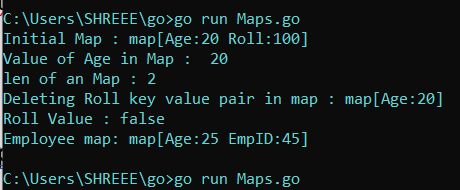 C:\Users\SHREEE\go>go run Maps.go
Initial Map : map[Age:20 Roll:100]
Value of Age in Map :  20
len of an Map : 2
Deleting Roll key value pair in map : map[Age:20]
Roll Value : false
Employee map: map[Age:25 EmpID:45]
C:\Users\SHREEE\go>go run Maps.go